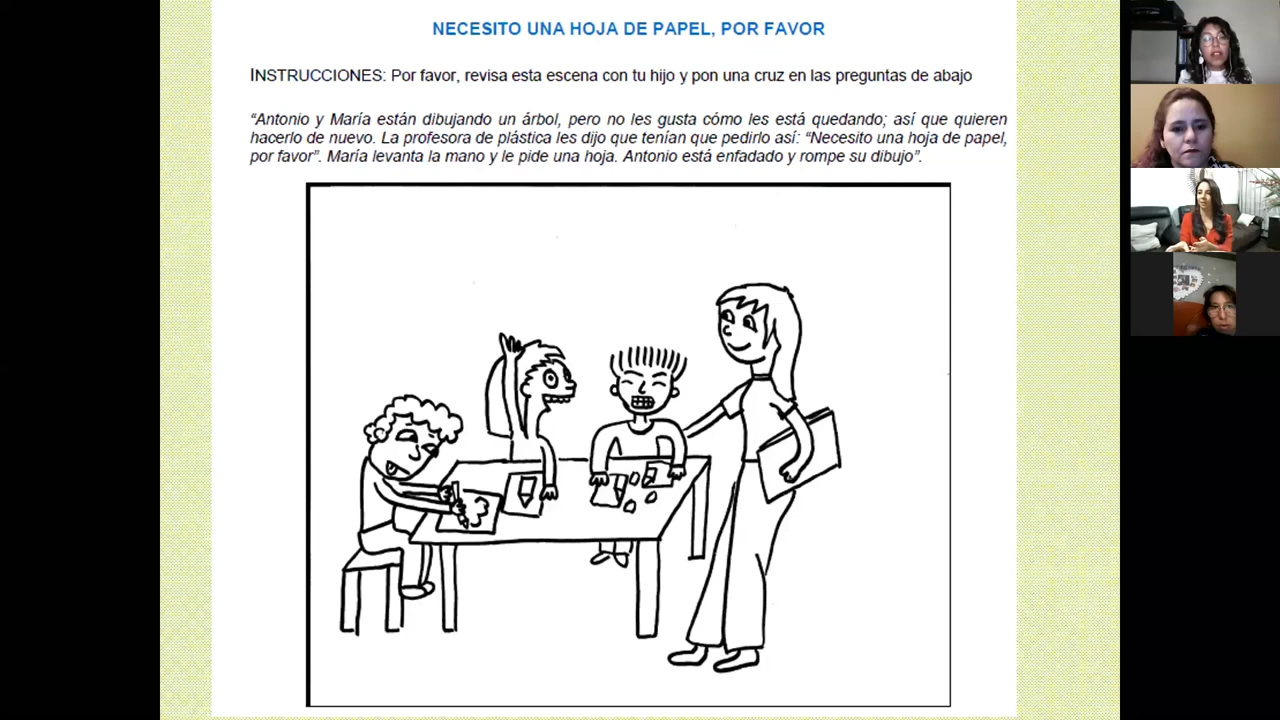 NECESITO UNA HOJA DE PAPEL, POR FAVOR
INSTRUCCIONES: Por favor, revisa esta escena con tu hijo y pon una cruz en las preguntas de abajo
“Antonio y María están dibujando un árbol, pero no les gusta cómo les está quedando; así que quieren
hacerlo de nuevo. La profesora de plástica les dijo que tenían que pedirlo así: “Necesito una hoja de papel,
por favor”. María levanta la mano y le pide una hoja. Antonio está enfadado y rompe su dibujo”.